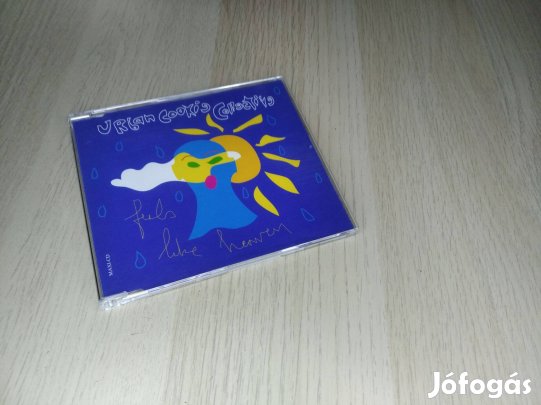 Urban Cookie Collective
feels
like heaven
MAXI-CD
Jófogás